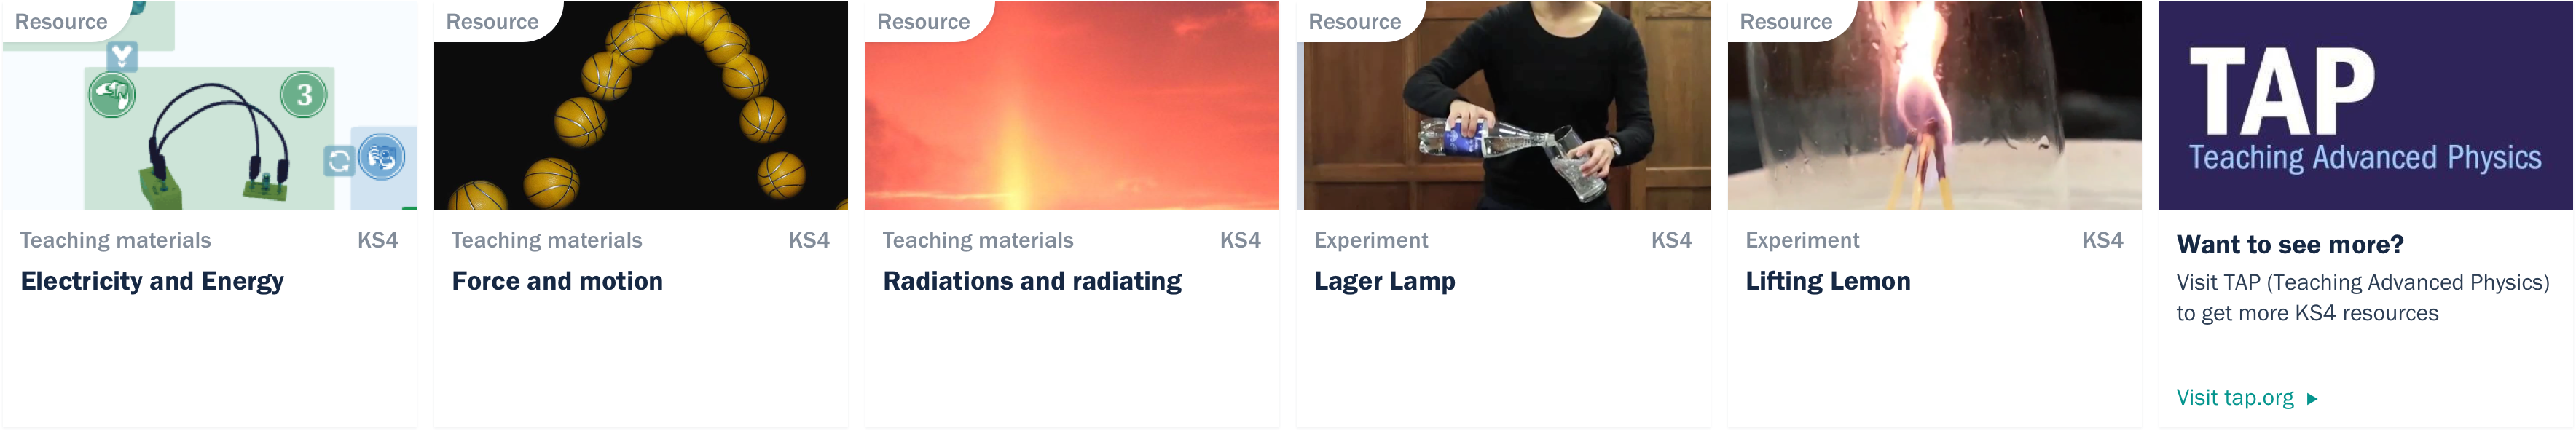 Resource
3
Teaching materials KS4
Electricity and Energy
Resource
Teaching materials KS4
Force and motion
Resource
Teaching materials KS4
Radiations and radiating
Resource
Experiment KS4
Lager Lamp
Resource
Experiment KS4
Lifting Lemon
TAP
Teaching Advanced Physics
Want to see more?
Visit TAP (Teaching Advanced Physics)
to get more KS4 resources
Visit tap.org